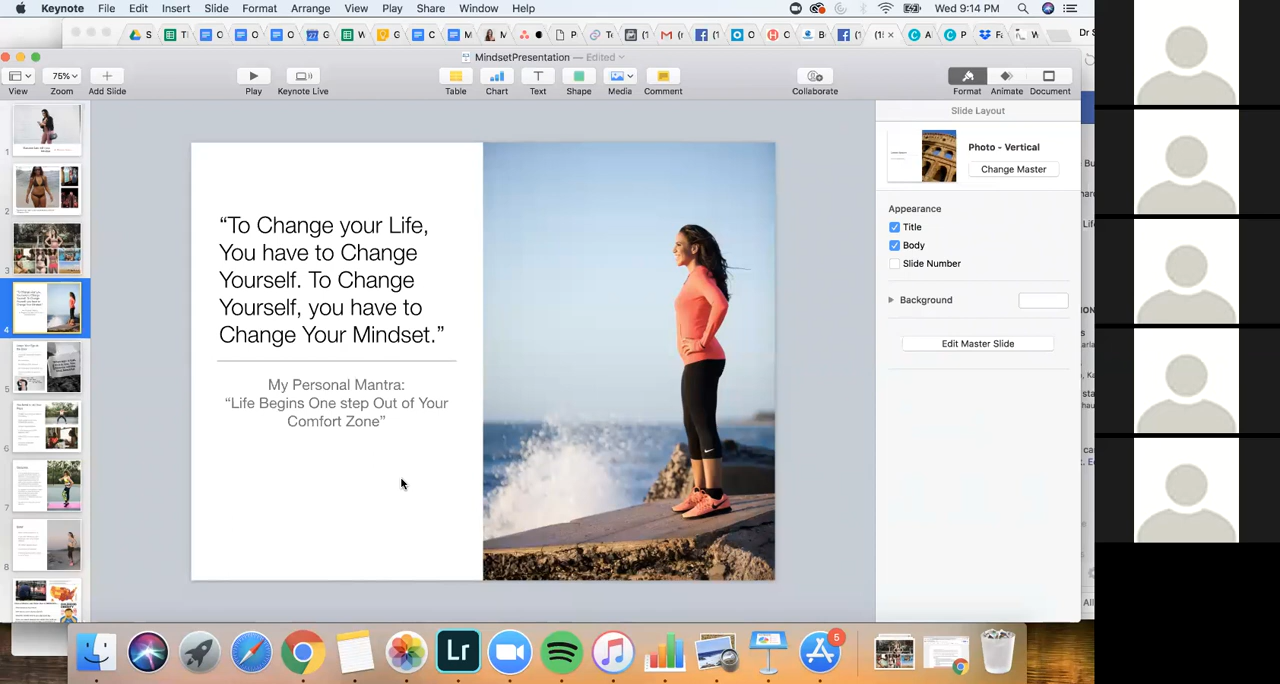 Keynote File Edit Insert Slide Format Arrange View Play Share Window Help
Wed 9:14 PM
MindsetPresentation — Edited
75%
View Zoom Add Slide Play Keynote Live Table Chart Text Shape Media Comment Collaborate Format Animate Document
Slide Layout
Photo - Vertical
Change Master
Appearance
Title
Body
Slide Number
Background
Edit Master Slide
1
2
3
4
5
6
7
8
“To Change your Life,
You have to Change
Yourself. To Change
Yourself, you have to
Change Your Mindset.”
My Personal Mantra:
“Life Begins One step Out of Your
Comfort Zone”
Lr
5